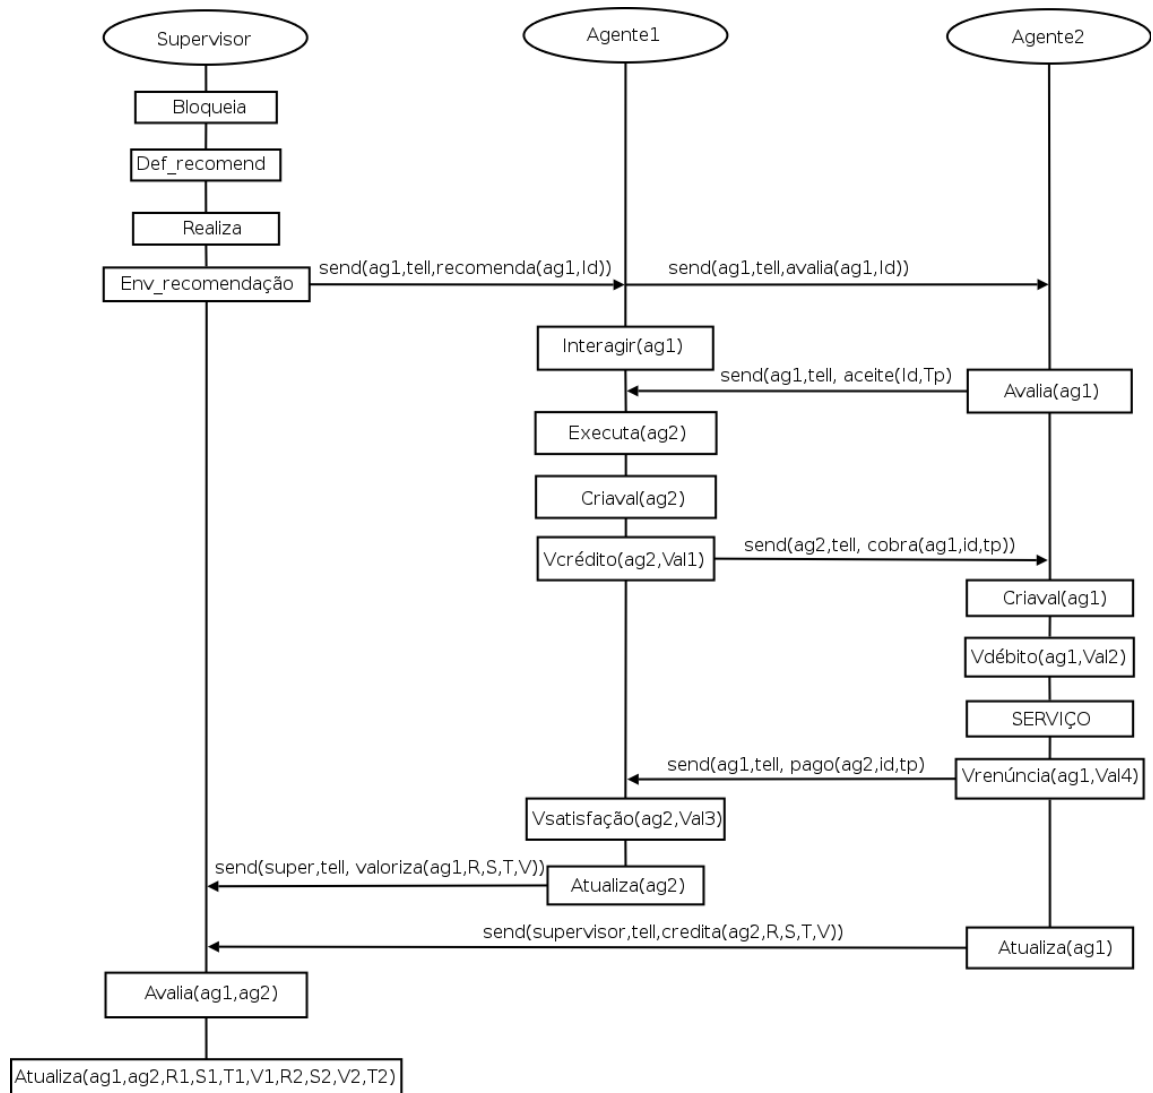 Supervisor
Agente1
Agente2
Bloqueia
Def_recomend
Realiza
Env_recomendação
send(ag1,tell,recomenda(ag1,Id))
send(ag1,tell,avalia(ag1,Id))
Interagir(ag1)
send(ag1,tell, aceite(Id,Tp)
Avalia(ag1)
Executa(ag2)
Criaval(ag2)
Vcrédito(ag2,Val1)
send(ag2,tell, cobra(ag1,id,tp))
Criaval(ag1)
Vdébito(ag1,Val2)
SERVIÇO
send(ag1,tell, pago(ag2,id,tp)
Vrenúncia(ag1,Val4)
Vsatisfação(ag2,Val3)
send(super,tell, valoriza(ag1,R,S,T,V))
Atualiza(ag2)
send(supervisor,tell,credita(ag2,R,S,T,V))
Atualiza(ag1)
Avalia(ag1,ag2)
Atualiza(ag1,ag2,R1,S1,T1,V1,R2,S2,V2,T2)